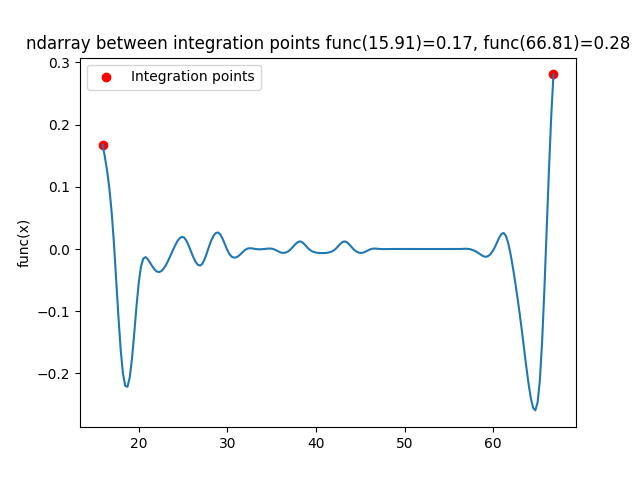 ndarray between integration points func(15.91)=0.17, func(66.81)=0.28
Integration points
func(x)
0.3
0.2
0.1
0.0
−0.1
−0.2
20 30 40 50 60